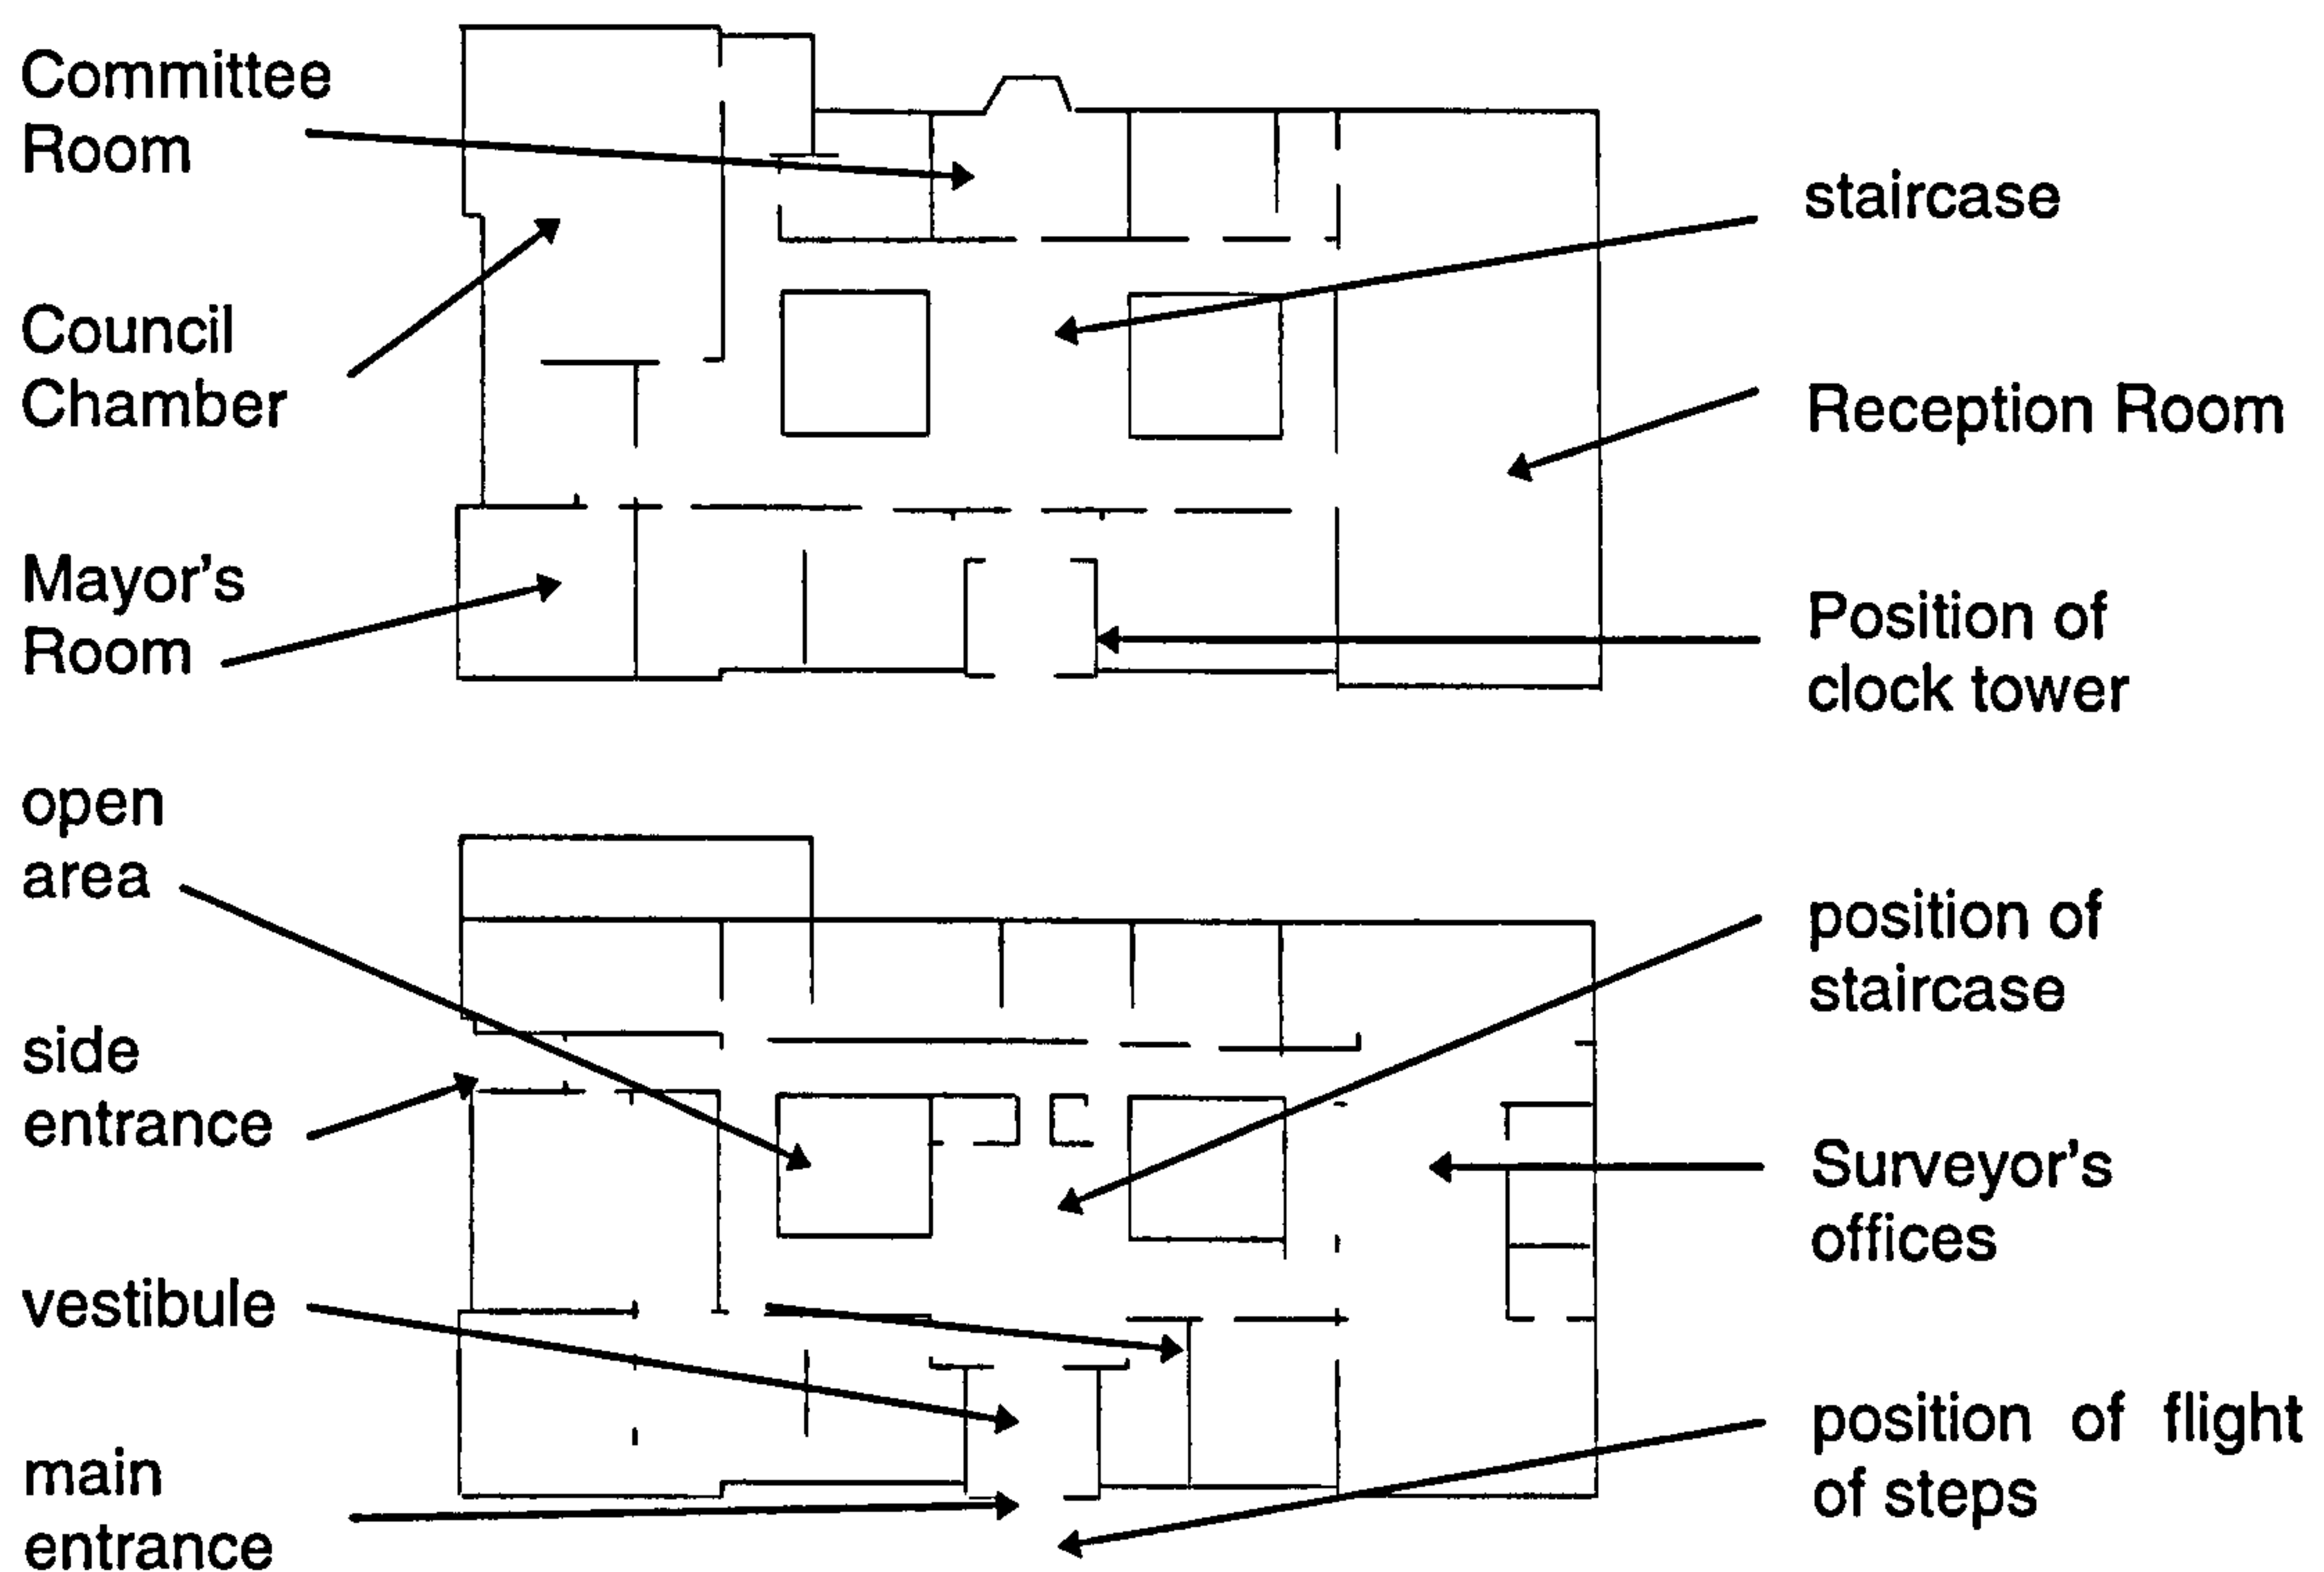 Committee
Room
Council
Chamber
Mayor's
Room
staircase
Reception Room
Position of
clock tower
open
area
side
entrance
vestibule
main
entrance
position of
staircase
Surveyor's
offices
position of flight
of steps